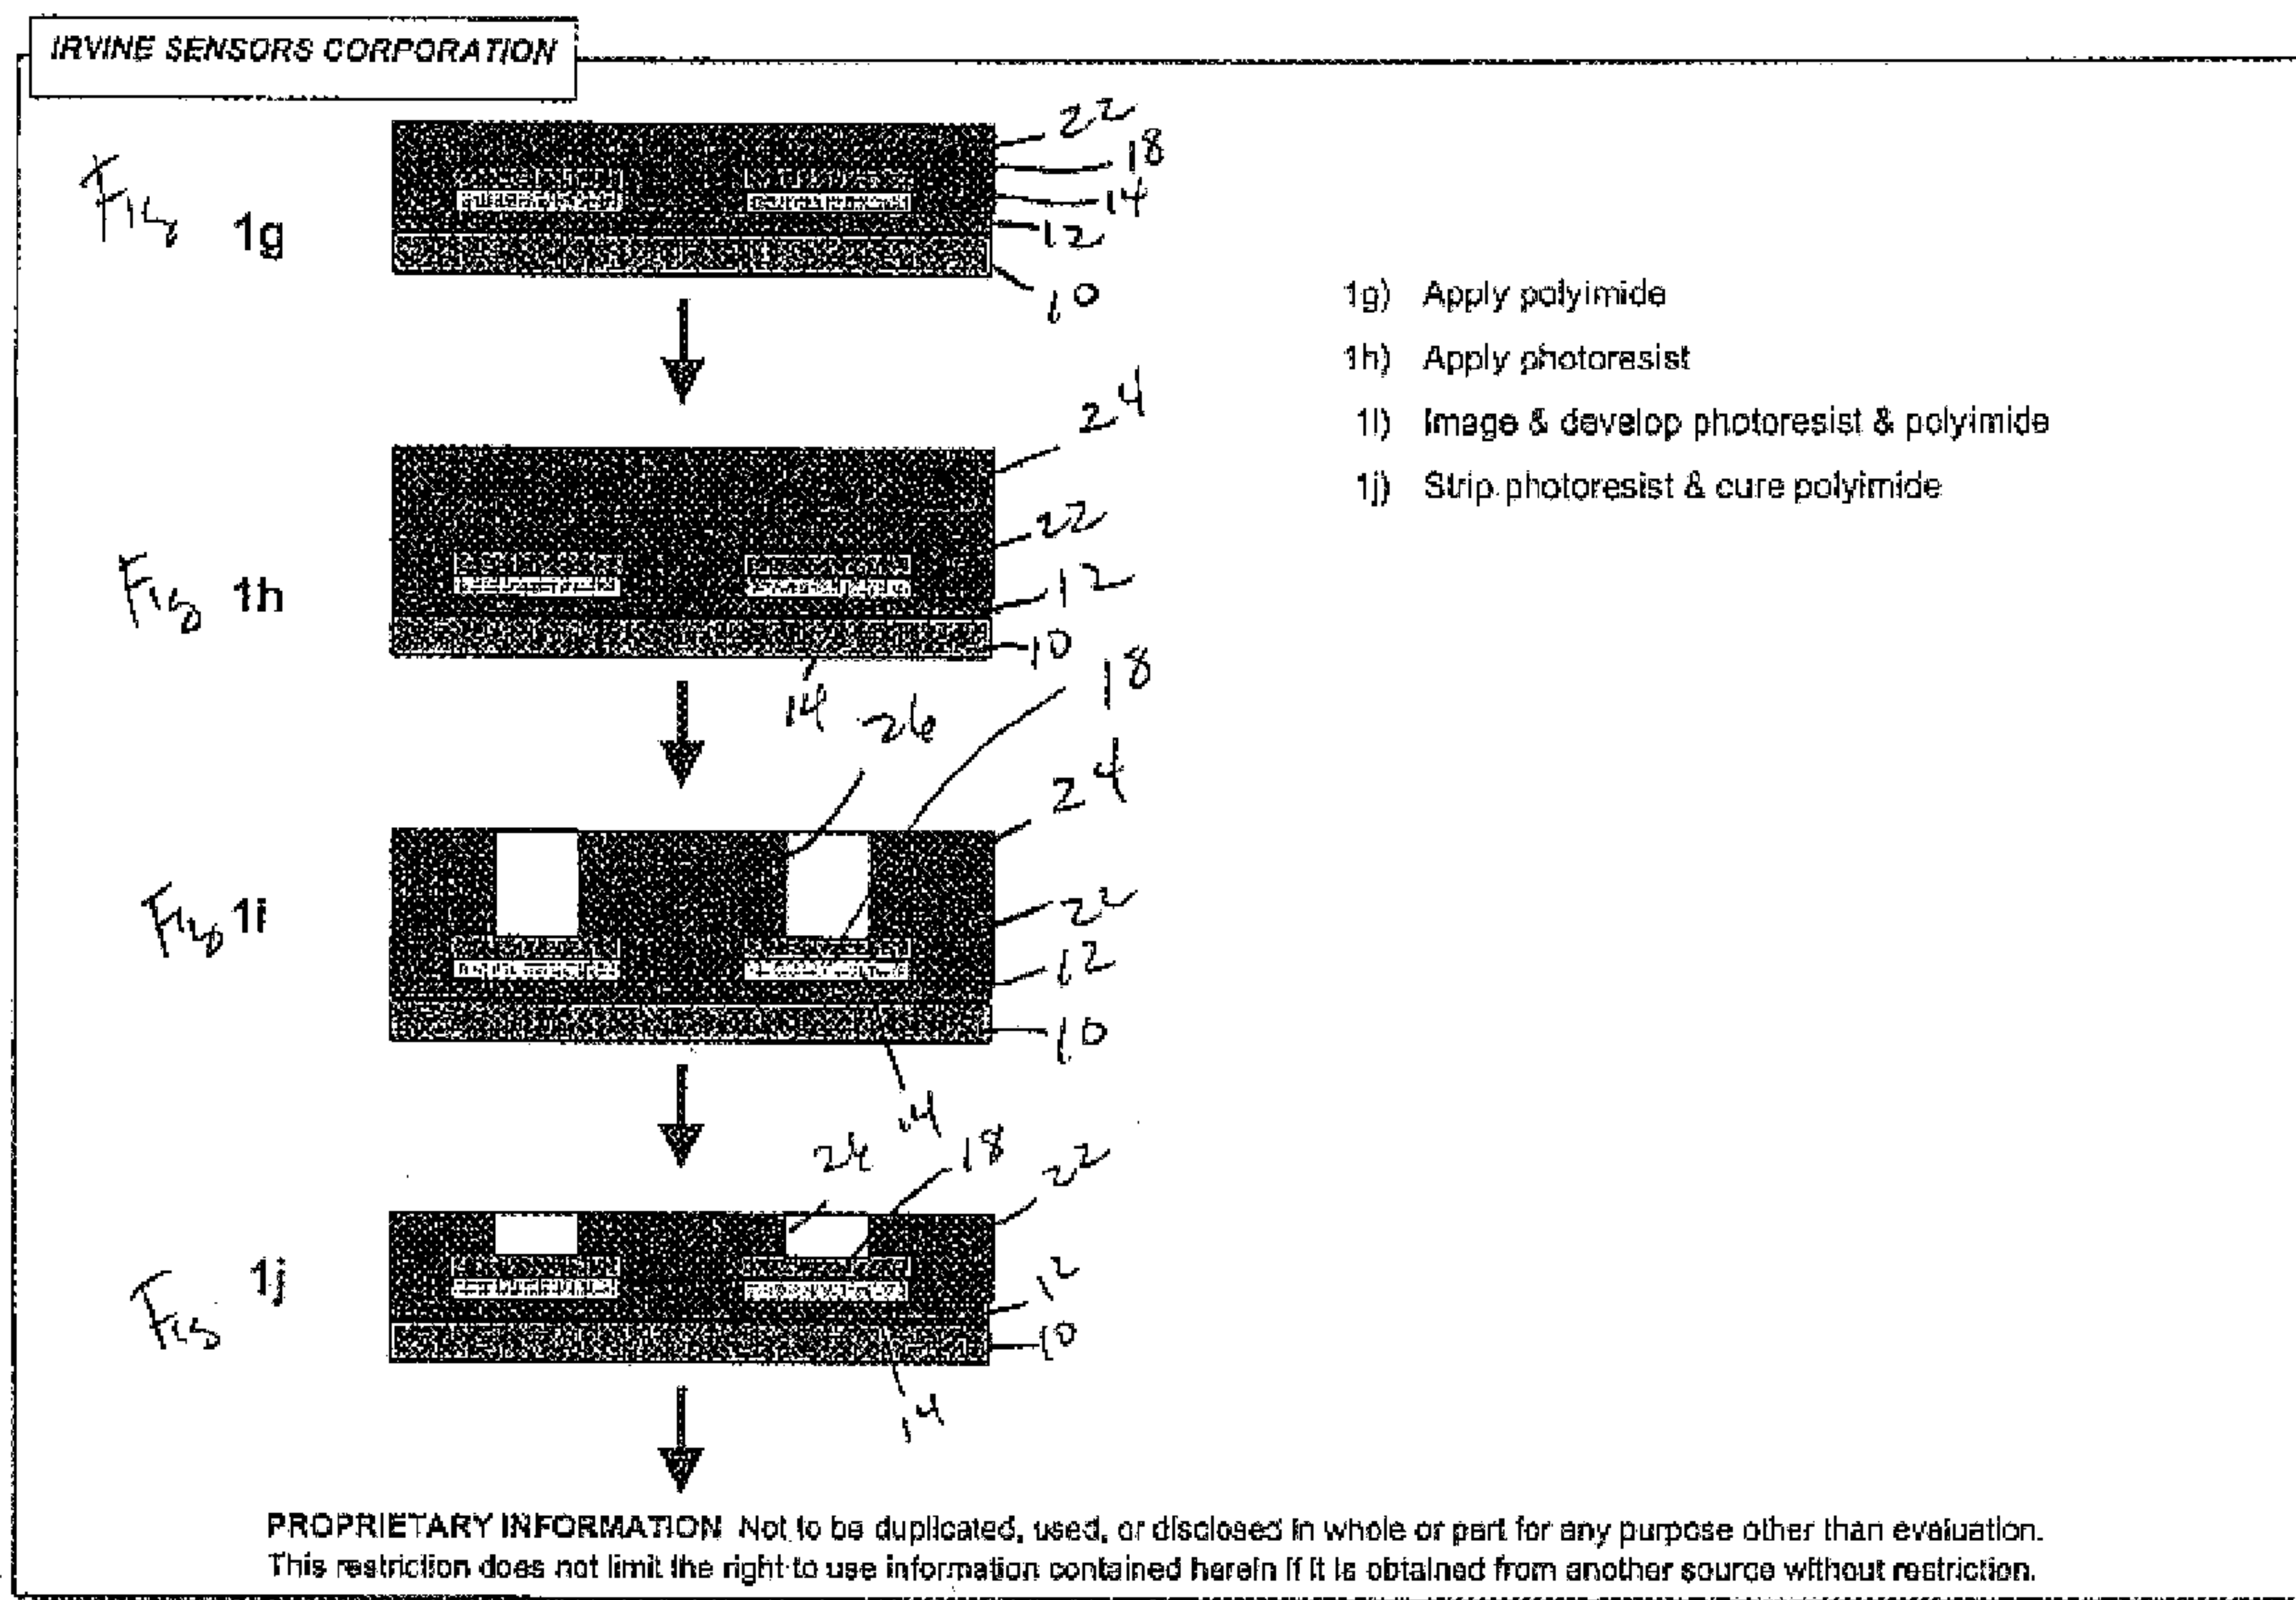 IRVINE SENSORS CORPORATION
22
18
14
12
10
Fig 1g
1g) Apply polyimide
1h) Apply photoresist
1i) Image & develop photoresist & polyimide
1j) Strip photoresist & cure polyimide
24
22
12
10
14
Fig 1h
26
18
24
22
12
10
14
Fig 1i
26
18
22
12
10
14
Fig 1j
PROPRIETARY INFORMATION Not to be duplicated, used, or disclosed in whole or part for any purpose other than evaluation.
This restriction does not limit the right to use information contained herein if it is obtained from another source without restriction.